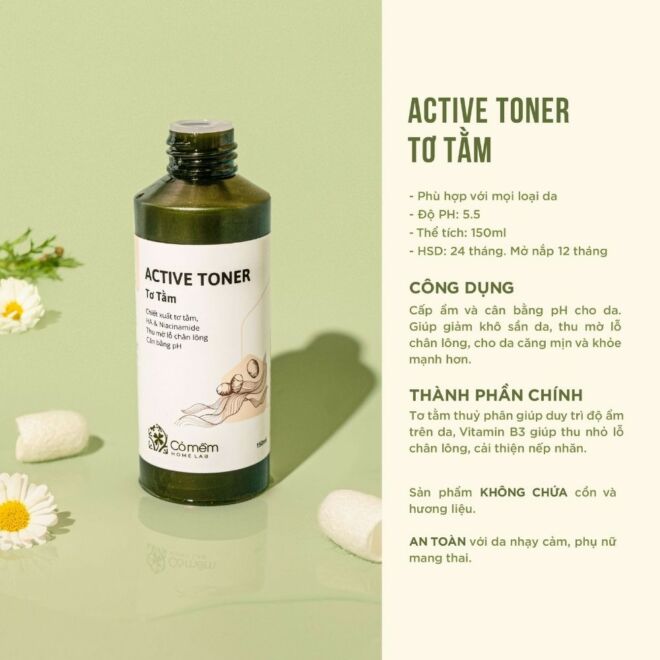 ACTIVE TONER
Tơ Tằm
Chiết xuất tơ tằm,
HA & Niacinamide
Thu mờ lỗ chân lông
Cân bằng pH
Cỏ mềm
HOME LAB
150ml
ACTIVE TONER
TƠ TẰM
- Phù hợp với mọi loại da
- Độ PH: 5.5
- Thể tích: 150ml
- HSD: 24 tháng. Mở nắp 12 tháng
CÔNG DỤNG
Cấp ẩm và cân bằng pH cho da.
Giúp giảm khô sần da, thu mờ lỗ
chân lông, cho da căng mịn và khỏe
mạnh hơn.
THÀNH PHẦN CHÍNH
Tơ tằm thuỷ phân giúp duy trì độ ẩm
trên da, Vitamin B3 giúp thu nhỏ lỗ
chân lông, cải thiện nếp nhăn.
Sản phẩm KHÔNG CHỨA cồn và
hương liệu.
AN TOÀN với da nhạy cảm, phụ nữ
mang thai.